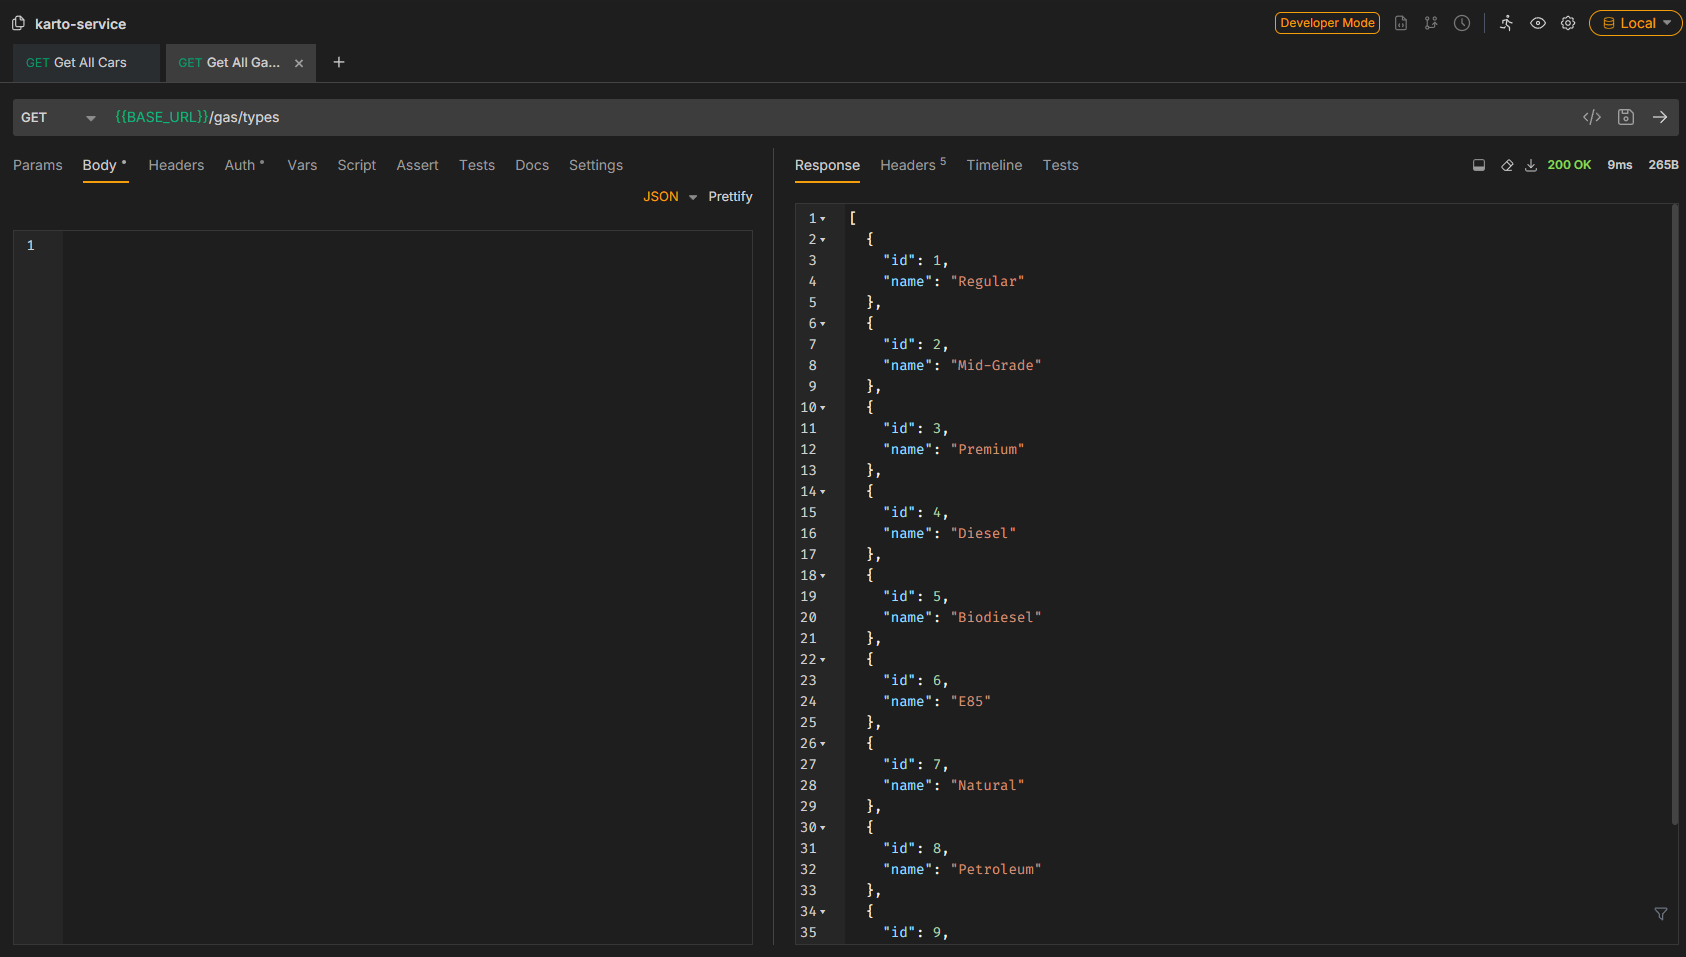 karto-service
Developer Mode
Local
GET Get All Cars
GET Get All Ga... ×
+
GET
{{BASE_URL}}/gas/types
Params Body Headers Auth Vars Script Assert Tests Docs Settings
JSON Prettify
1
Response Headers 5 Timeline Tests
200 OK 9ms 265B
1 [
2 {
3 "id": 1,
4 "name": "Regular"
5 },
6 {
7 "id": 2,
8 "name": "Mid-Grade"
9 },
10 {
11 "id": 3,
12 "name": "Premium"
13 },
14 {
15 "id": 4,
16 "name": "Diesel"
17 },
18 {
19 "id": 5,
20 "name": "Biodiesel"
21 },
22 {
23 "id": 6,
24 "name": "E85"
25 },
26 {
27 "id": 7,
28 "name": "Natural"
29 },
30 {
31 "id": 8,
32 "name": "Petroleum"
33 },
34 {
35 "id": 9,